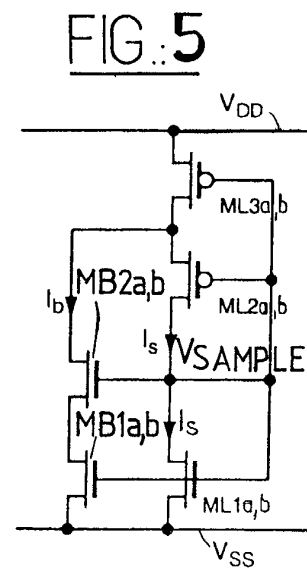 FIG.:5
VDD
ML3a,b
MB2a,b
ML2a,b
Ib
Is
VSAMPLE
MB1a,b
Is
ML1a,b
VSS